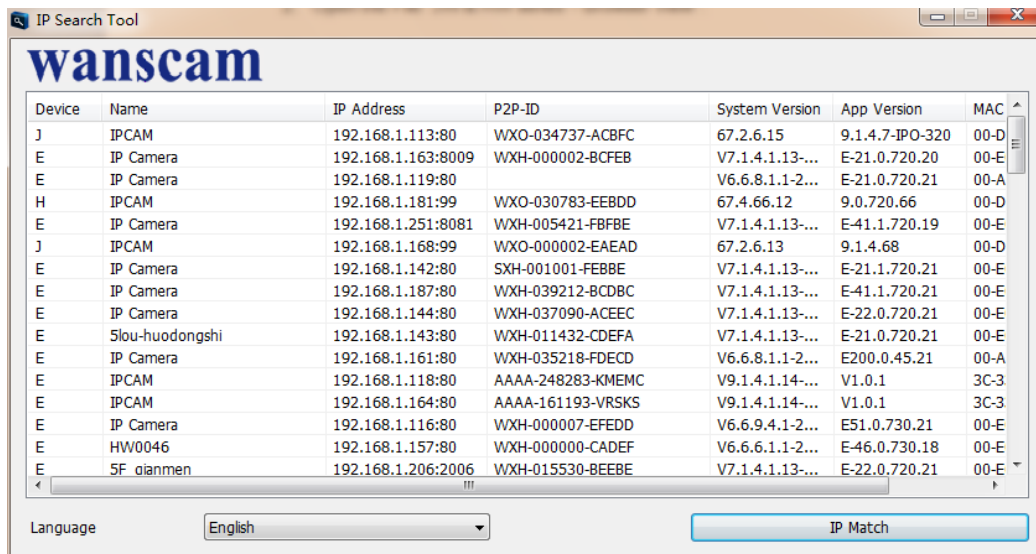 IP Search Tool
wanscam
Device Name IP Address P2P-ID System Version App Version MAC
J IPCAM 192.168.1.113:80 WXO-034737-ACBFC 67.2.6.15 9.1.4.7-IPO-320 00-D
E IP Camera 192.168.1.163:8009 WXH-000002-BCFEB V7.1.4.1.13-... E-21.0.720.20 00-E
E IP Camera 192.168.1.119:80 V6.6.8.1.1-2... E-21.0.720.21 00-A
H IPCAM 192.168.1.181:99 WXO-030783-EEBDD 67.4.66.12 9.0.720.66 00-D
E IP Camera 192.168.1.251:8081 WXH-005421-FBFBE V7.1.4.1.13-... E-41.1.720.19 00-E
J IPCAM 192.168.1.168:99 WXO-000002-EAEAD 67.2.6.13 9.1.4.68 00-D
E IP Camera 192.168.1.142:80 SXH-001001-FEBBE V7.1.4.1.13-... E-21.1.720.21 00-E
E IP Camera 192.168.1.187:80 WXH-039212-BCDBC V7.1.4.1.13-... E-41.1.720.21 00-E
E IP Camera 192.168.1.144:80 WXH-037090-ACEEC V7.1.4.1.13-... E-22.0.720.21 00-E
E 5lou-huodongshi 192.168.1.143:80 WXH-011432-CDEFA V7.1.4.1.13-... E-21.0.720.21 00-E
E IP Camera 192.168.1.161:80 WXH-035218-FDECD V6.6.8.1.1-2... E200.0.45.21 00-A
E IPCAM 192.168.1.118:80 AAAA-248283-KMEMC V9.1.4.1.14-... V1.0.1 3C-3
E IPCAM 192.168.1.164:80 AAAA-161193-VRSKS V9.1.4.1.14-... V1.0.1 3C-3
E IP Camera 192.168.1.116:80 WXH-000007-EFEDD V6.6.9.4.1-2... E51.0.730.21 00-E
E HW0046 192.168.1.157:80 WXH-000000-CADEF V6.6.6.1.1-2... E-46.0.730.18 00-E
E 5F_qianmen 192.168.1.206:2006 WXH-015530-BEEBE V7.1.4.1.13-... E-22.0.720.21 00-E
Language English IP Match